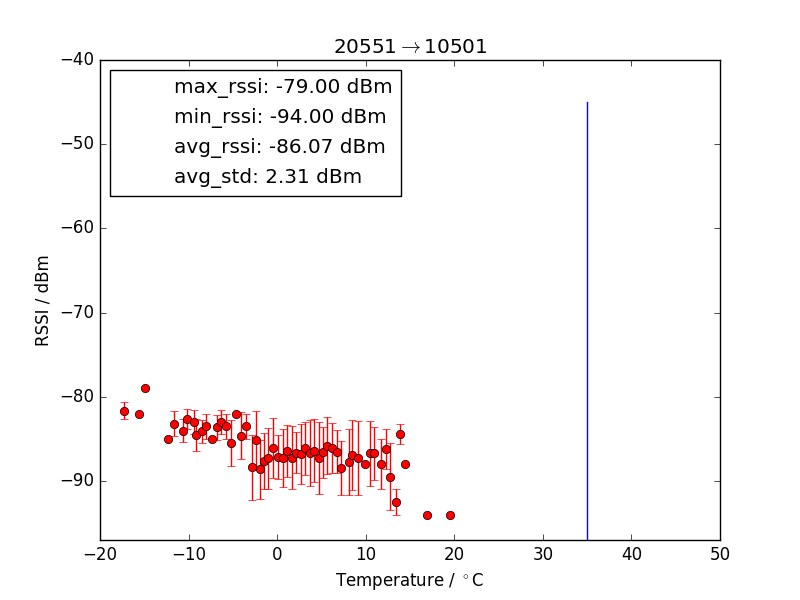 20551→10501
max_rssi: -79.00 dBm
min_rssi: -94.00 dBm
avg_rssi: -86.07 dBm
avg_std: 2.31 dBm
−40
−50
−60
−70
−80
−90
RSSI / dBm
−20 −10 0 10 20 30 40 50
Temperature / °C